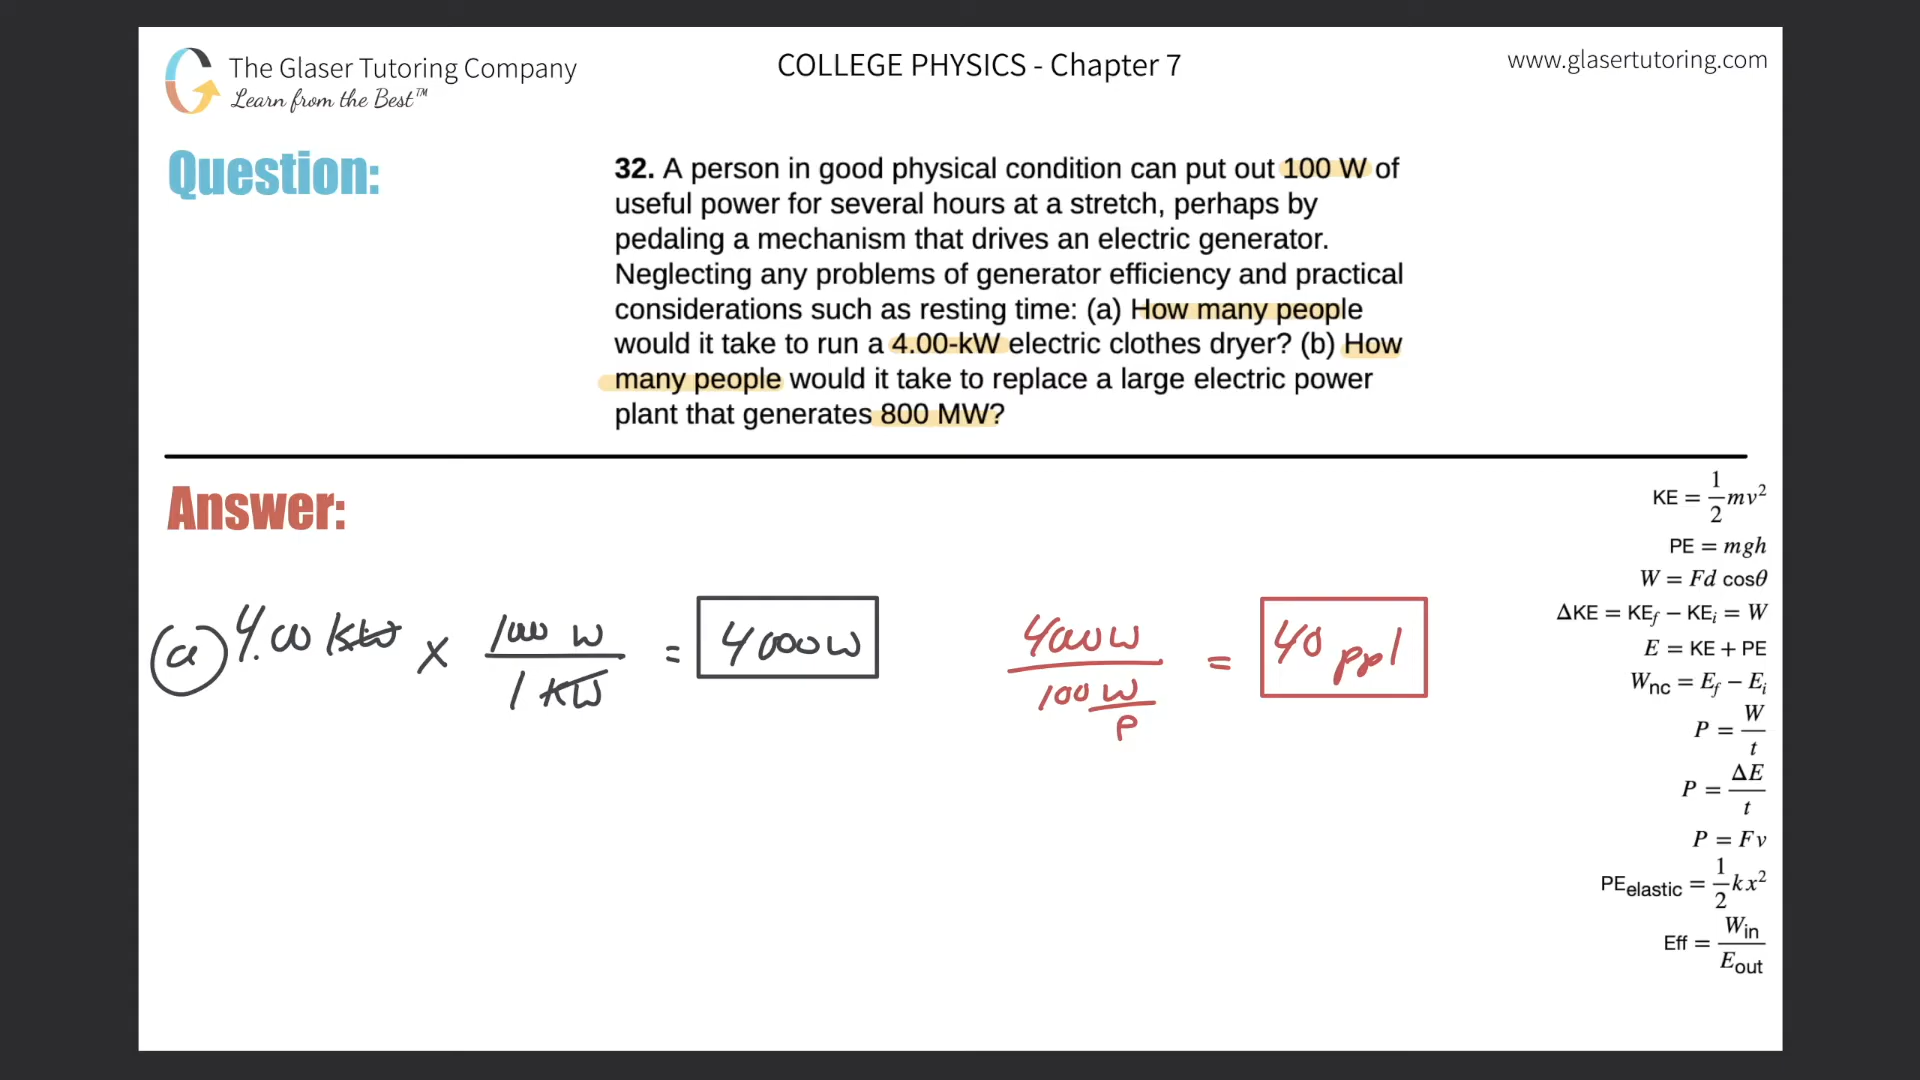 The Glaser Tutoring Company
Learn from the Best™
COLLEGE PHYSICS - Chapter 7
www.glasertutoring.com
Question:
32. A person in good physical condition can put out 100 W of
useful power for several hours at a stretch, perhaps by
pedaling a mechanism that drives an electric generator.
Neglecting any problems of generator efficiency and practical
considerations such as resting time: (a) How many people
would it take to run a 4.00-kW electric clothes dryer? (b) How
many people would it take to replace a large electric power
plant that generates 800 MW?
Answer:
(a) 4.00 kW × 1000 W / 1 kW = 4000 W
4000 W / 100 W/P = 40 ppl
KE = 1/2 mv²
PE = mgh
W = Fd cosθ
ΔKE = KE_f − KE_i = W
E = KE + PE
W_nc = E_f − E_i
P = W/t
P = ΔE/t
P = Fv
PE_elastic = 1/2 kx²
Eff = W_in/E_out